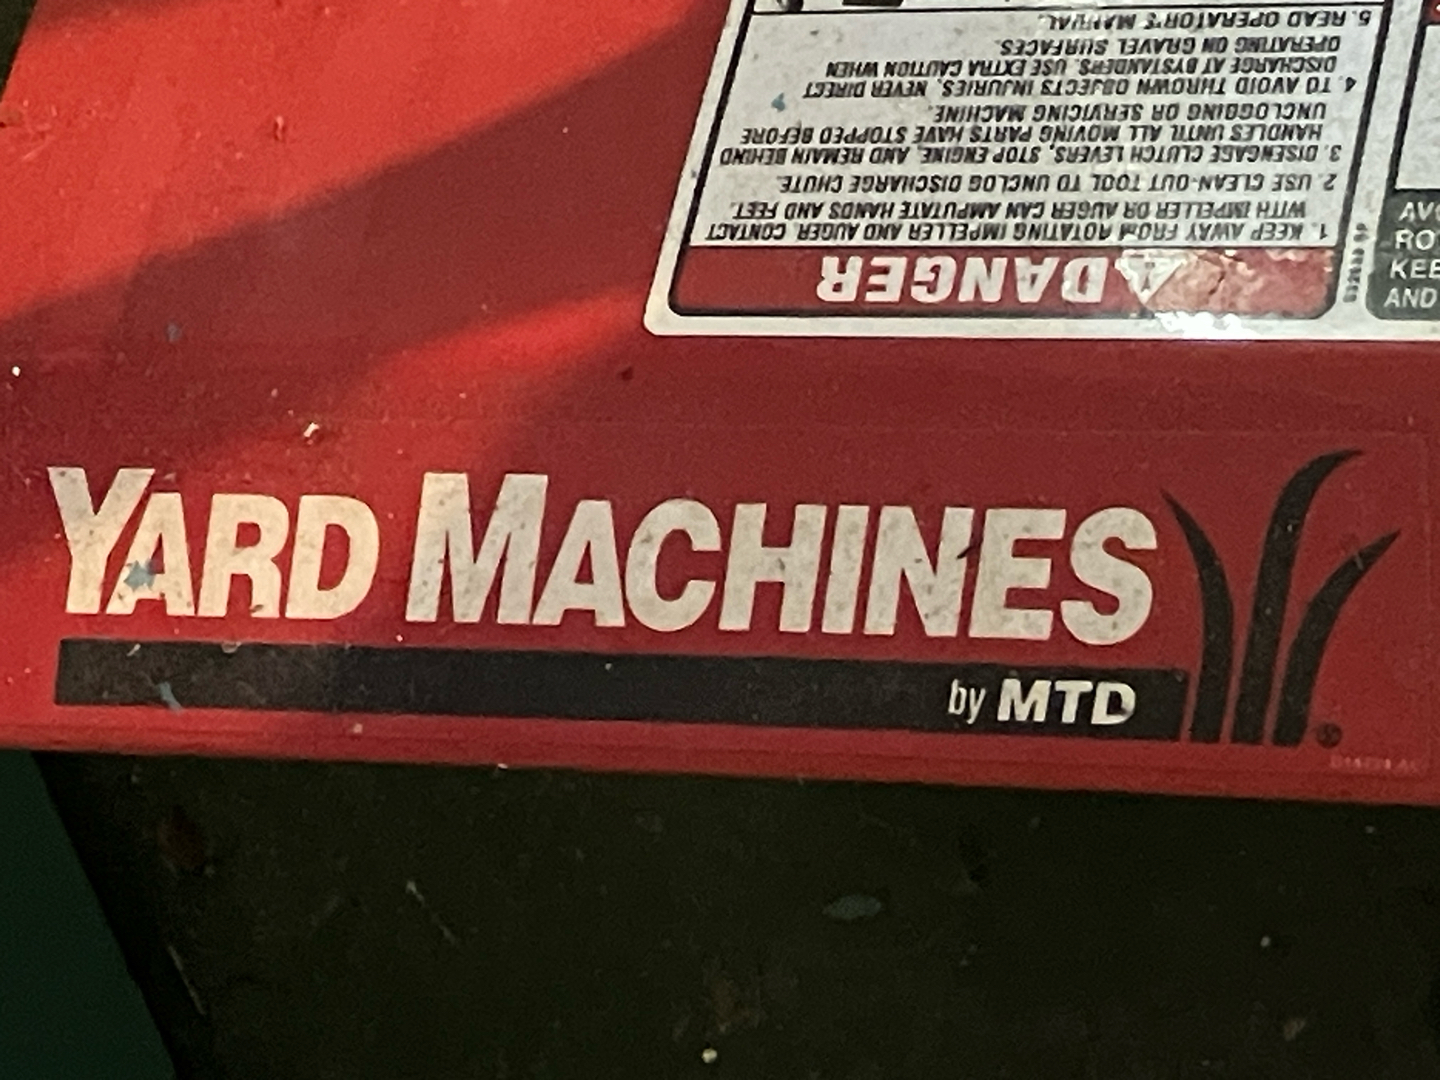 DANGER
1. KEEP AWAY FROM ROTATING IMPELLER AND AUGER. CONTACT
WITH IMPELLER OR AUGER CAN AMPUTATE HANDS AND FEET.
2. USE CLEAN-OUT TOOL TO UNCLOG DISCHARGE CHUTE.
3. DISENGAGE CLUTCH LEVERS, STOP ENGINE, AND REMAIN BEHIND
HANDLES UNTIL ALL MOVING PARTS HAVE STOPPED BEFORE
UNCLOGGING OR SERVICING MACHINE.
4. TO AVOID THROWN OBJECTS INJURIES, NEVER DIRECT
DISCHARGE AT BYSTANDERS. USE EXTRA CAUTION WHEN
OPERATING ON GRAVEL SURFACES.
5. READ OPERATOR'S MANUAL.
AVO
RO
KEE
AND
YARD MACHINES
by MTD